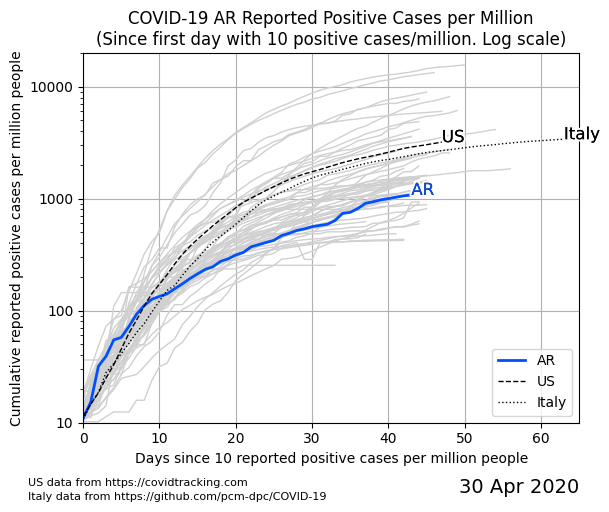 COVID-19 AR Reported Positive Cases per Million
(Since first day with 10 positive cases/million. Log scale)
Cumulative reported positive cases per million people
10000
1000
100
10
US
Italy
AR
AR
US
Italy
0
10
20
30
40
50
60
Days since 10 reported positive cases per million people
US data from https://covidtracking.com
Italy data from https://github.com/pcm-dpc/COVID-19
30 Apr 2020